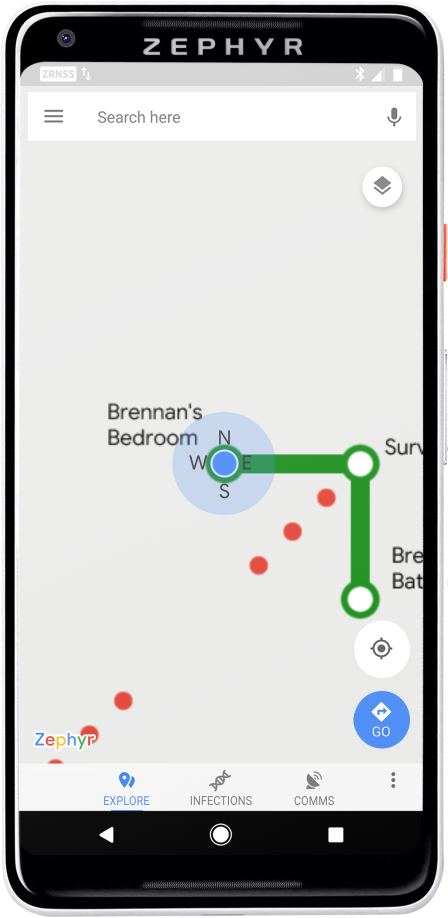 ZEPHYR
ZRNSS
Search here
Brennan's
Bedroom
N
W E
S
Surv
Bre
Bat
Zephyr
GO
EXPLORE
INFECTIONS
COMMS